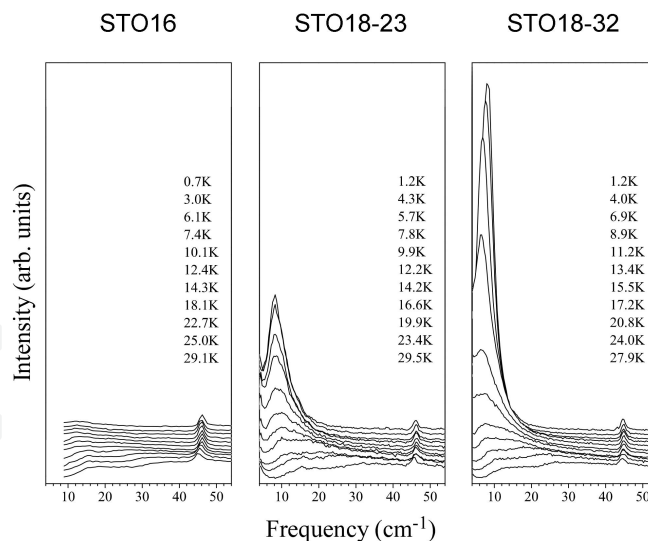 STO16 STO18-23 STO18-32
Intensity (arb. units)
0.7K 1.2K 1.2K
3.0K 4.3K 4.0K
6.1K 5.7K 6.9K
7.4K 7.8K 8.9K
10.1K 9.9K 11.2K
12.4K 12.2K 13.4K
14.3K 14.2K 15.5K
18.1K 16.6K 17.2K
22.7K 19.9K 20.8K
25.0K 23.4K 24.0K
29.1K 29.5K 27.9K
10 20 30 40 50 10 20 30 40 50 10 20 30 40 50
Frequency (cm-1)